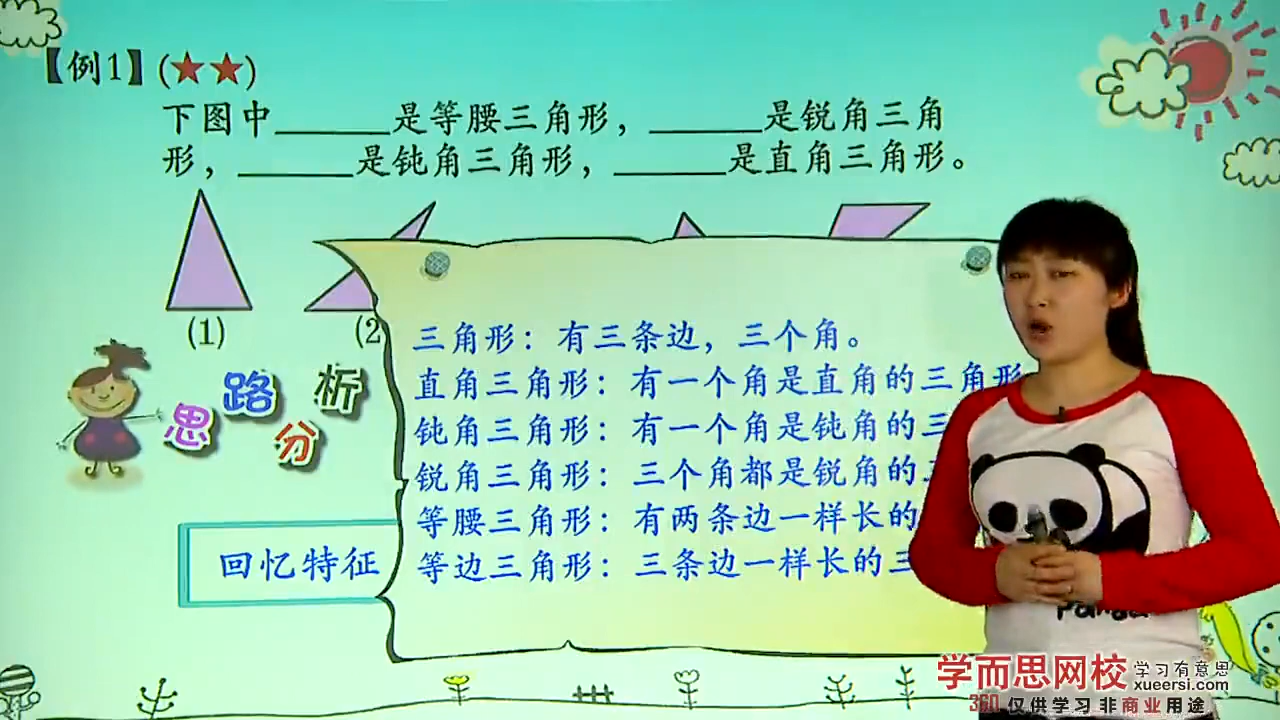 【例1】(★★)
下图中______是等腰三角形，______是锐角三角
形，______是钝角三角形，______是直角三角形。
(1)
(2
三角形：有三条边，三个角。
直角三角形：有一个角是直角的三角形
钝角三角形：有一个角是钝角的三
锐角三角形：三个角都是锐角的三
等腰三角形：有两条边一样长的
等边三角形：三条边一样长的三
思路分析
回忆特征
Panda
学而思网校 学习有意思
xueersi.com
360 仅供学习 非商业用途